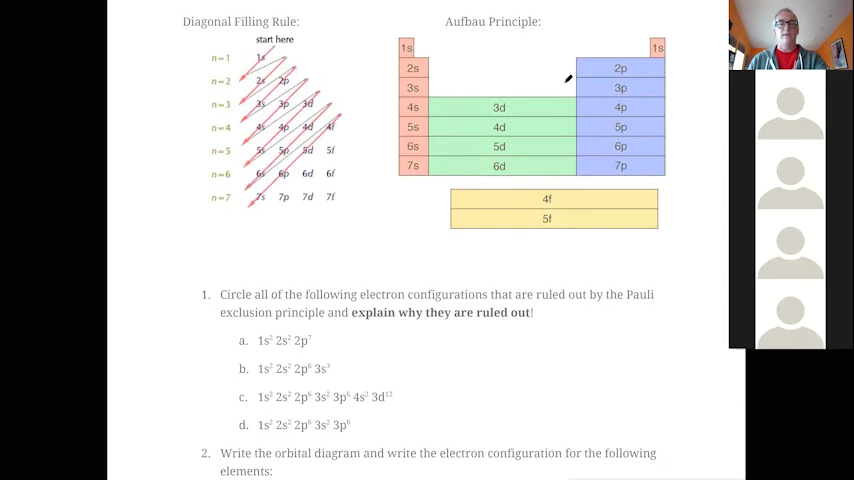 Diagonal Filling Rule:
Aufbau Principle:
start here
n=1 1s
n=2 2s 2p
n=3 3s 3p 3d
n=4 4s 4p 4d 4f
n=5 5s 5p 5d 5f
n=6 6s 6p 6d 6f
n=7 7s 7p 7d 7f
1s 1s
2s 2p
3s 3p
4s 3d 4p
5s 4d 5p
6s 5d 6p
7s 6d 7p
4f
5f
1. Circle all of the following electron configurations that are ruled out by the Pauli
exclusion principle and explain why they are ruled out!
a. 1s² 2s² 2p⁷
b. 1s² 2s² 2p⁶ 3s³
c. 1s² 2s² 2p⁶ 3s² 3p⁶ 4s² 3d¹²
d. 1s² 2s² 2p⁶ 3s² 3p⁶
2. Write the orbital diagram and write the electron configuration for the following
elements: